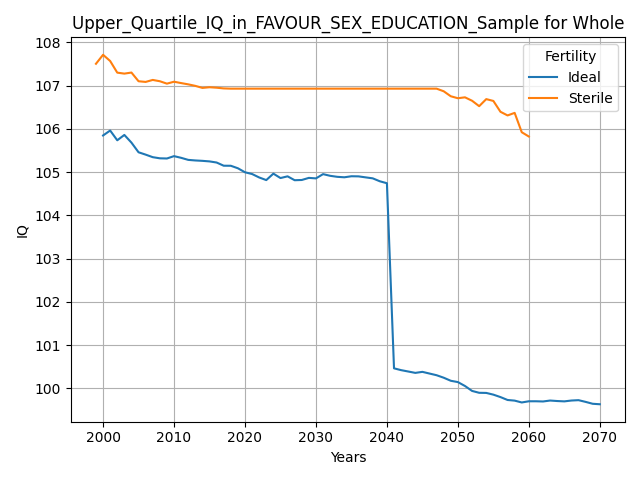 Upper_Quartile_IQ_in_FAVOUR_SEX_EDUCATION_Sample for Whole
Fertility
Ideal
Sterile
IQ
108
107
106
105
104
103
102
101
100
2000 2010 2020 2030 2040 2050 2060 2070
Years